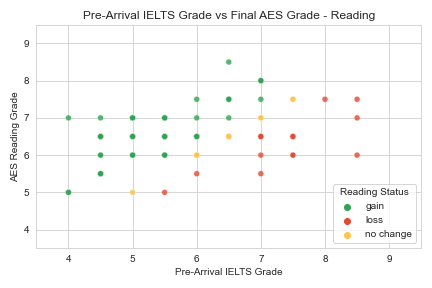 Pre-Arrival IELTS Grade vs Final AES Grade - Reading
9
8
7
6
5
4
AES Reading Grade
4 5 6 7 8 9
Pre-Arrival IELTS Grade
Reading Status
gain
loss
no change